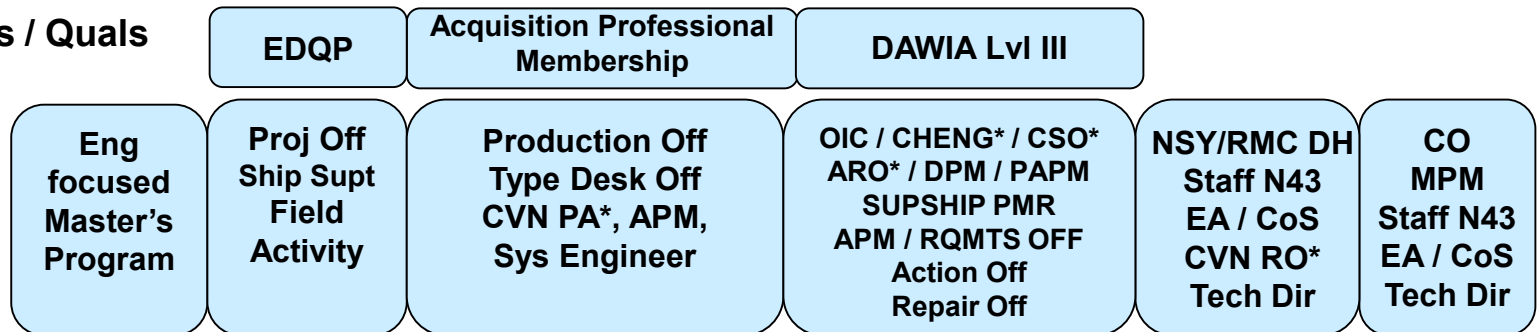 s / Quals
EDQP
Acquisition Professional
Membership
DAWIA Lvl III
Eng
focused
Master's
Program
Proj Off
Ship Supt
Field
Activity
Production Off
Type Desk Off
CVN PA*, APM,
Sys Engineer
OIC / CHENG* / CSO*
ARO* / DPM / PAPM
SUPSHIP PMR
APM / RQMTS OFF
Action Off
Repair Off
NSY/RMC DH
Staff N43
EA / CoS
CVN RO*
Tech Dir
CO
MPM
Staff N43
EA / CoS
Tech Dir